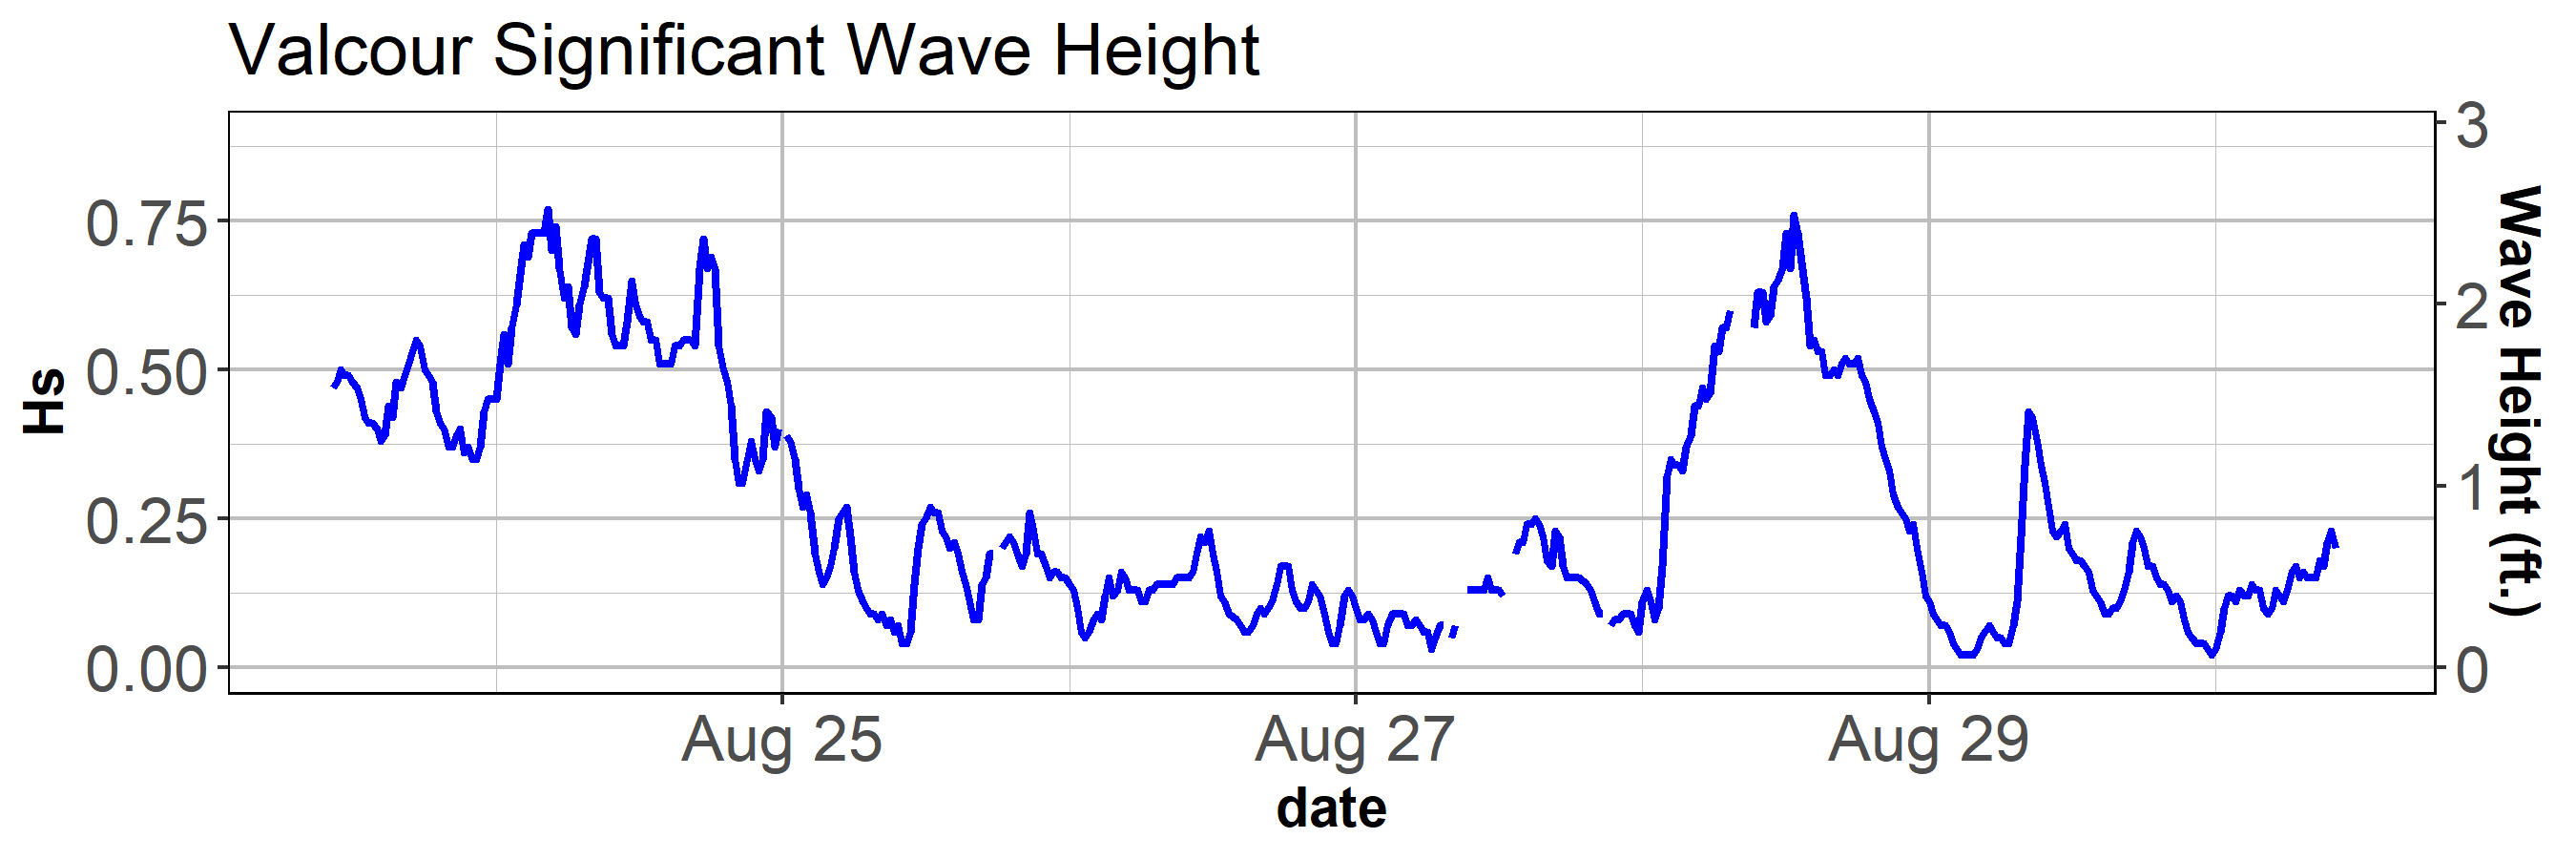 Valcour Significant Wave Height
Hs
0.75
0.50
0.25
0.00
3
2
1
0
Wave Height (ft.)
Aug 25
Aug 27
Aug 29
date